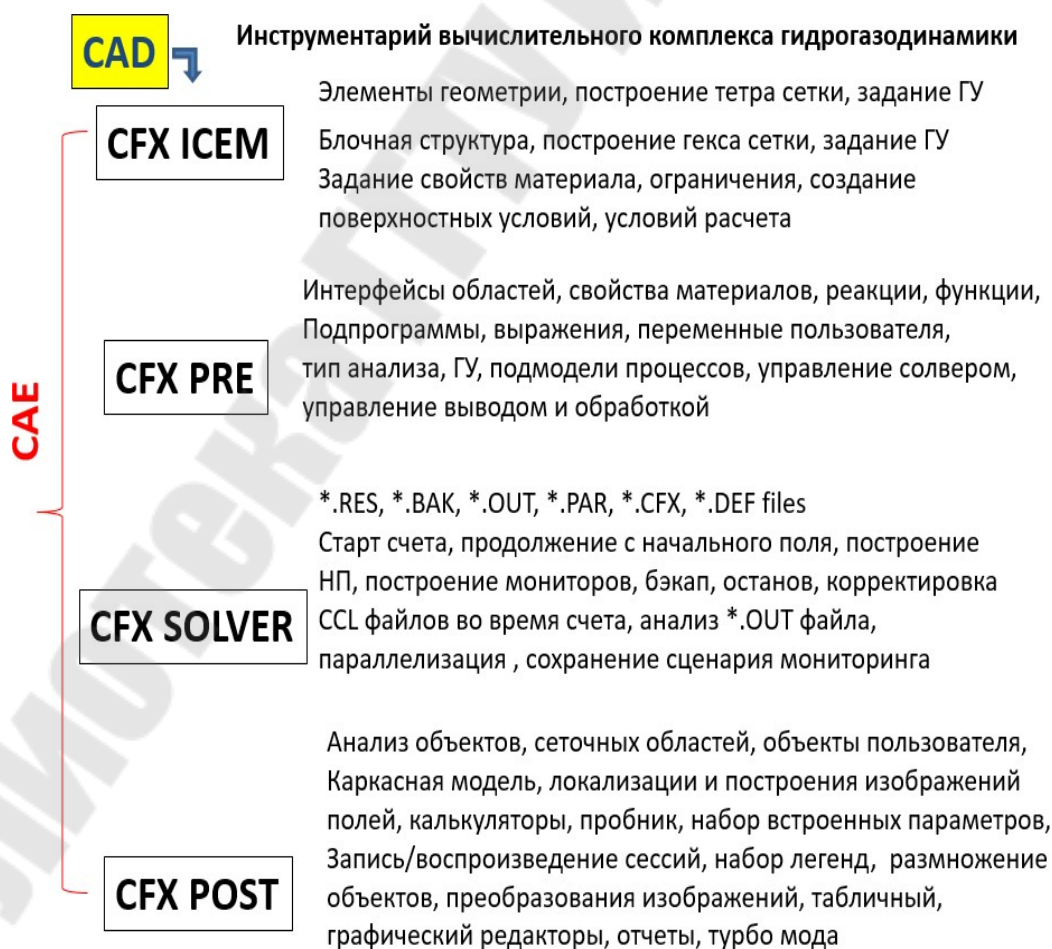 CAD
Инструментарий вычислительного комплекса гидрогазодинамики
CAE
CFX ICEM
Элементы геометрии, построение тетра сетки, задание ГУ
Блочная структура, построение гекса сетки, задание ГУ
Задание свойств материала, ограничения, создание
поверхностных условий, условий расчета
CFX PRE
Интерфейсы областей, свойства материалов, реакции, функции,
Подпрограммы, выражения, переменные пользователя,
тип анализа, ГУ, подмодели процессов, управление солвером,
управление выводом и обработкой
CFX SOLVER
*.RES, *.BAK, *.OUT, *.PAR, *.CFX, *.DEF files
Старт счета, продолжение с начального поля, построение
НП, построение мониторов, бэкап, останов, корректировка
CCL файлов во время счета, анализ *.OUT файла,
параллелизация , сохранение сценария мониторинга
CFX POST
Анализ объектов, сеточных областей, объекты пользователя,
Каркасная модель, локализации и построения изображений
полей, калькуляторы, пробник, набор встроенных параметров,
Запись/воспроизведение сессий, набор легенд, размножение
объектов, преобразования изображений, табличный,
графический редакторы, отчеты, турбо мода